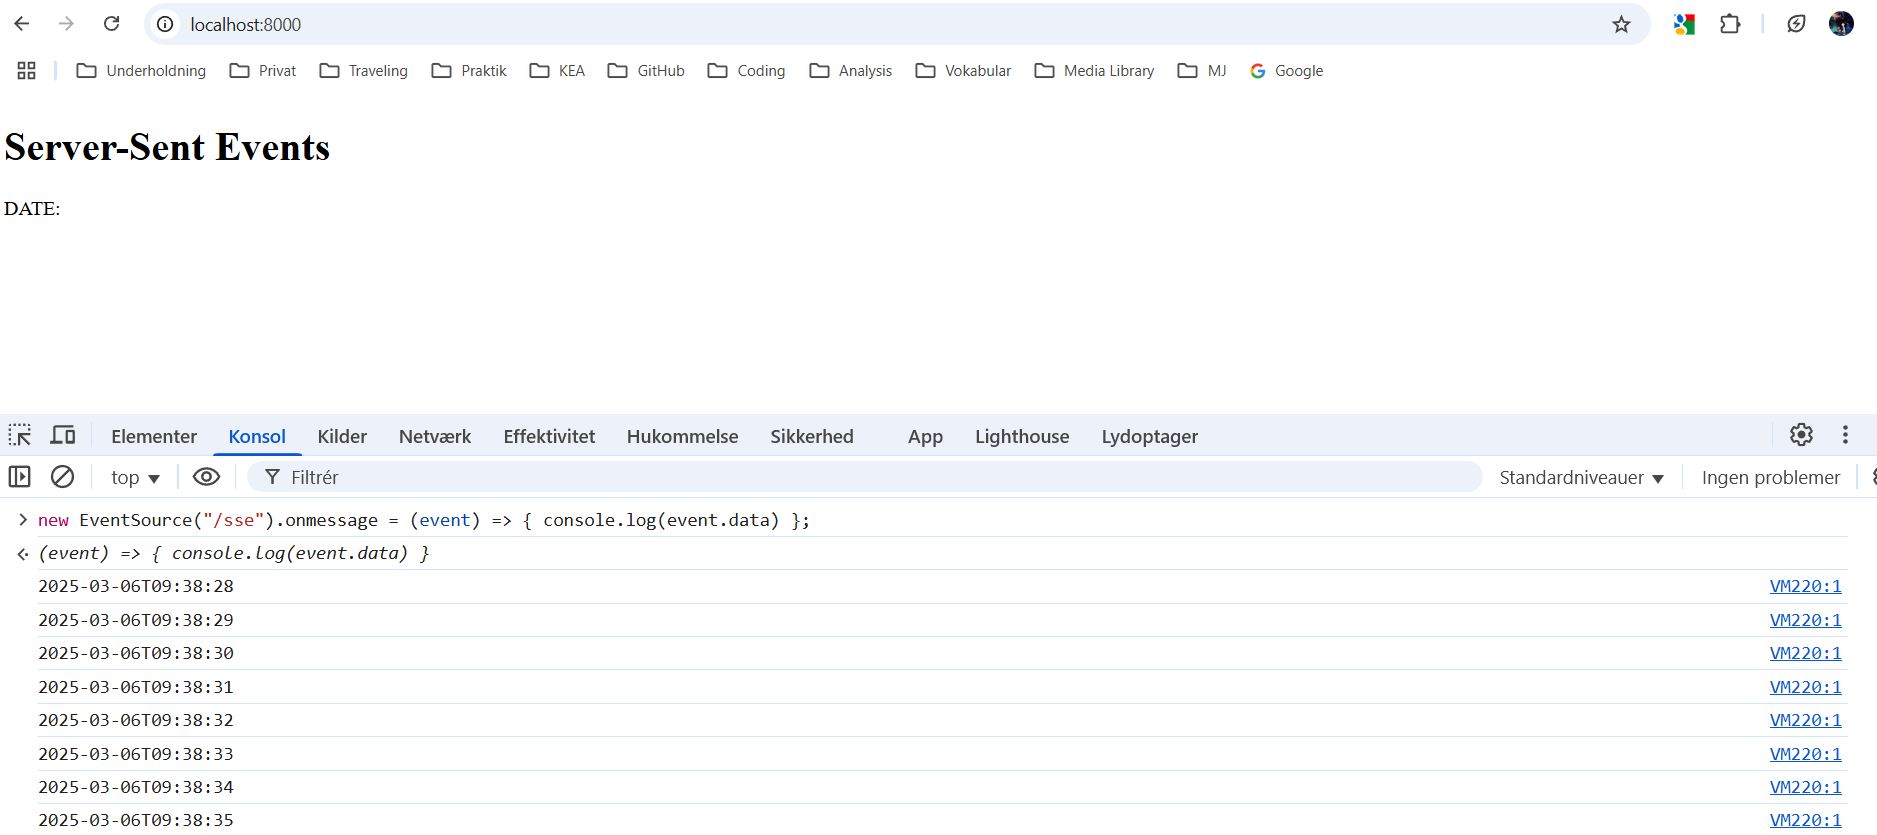 localhost:8000
Underholdning Privat Traveling Praktik KEA GitHub Coding Analysis Vokabular Media Library MJ Google
Server-Sent Events
DATE:
Elementer Konsol Kilder Netværk Effektivitet Hukommelse Sikkerhed App Lighthouse Lydoptager
top Filtrér Standardniveauer Ingen problemer
new EventSource("/sse").onmessage = (event) => { console.log(event.data) };
(event) => { console.log(event.data) }
2025-03-06T09:38:28 VM220:1
2025-03-06T09:38:29 VM220:1
2025-03-06T09:38:30 VM220:1
2025-03-06T09:38:31 VM220:1
2025-03-06T09:38:32 VM220:1
2025-03-06T09:38:33 VM220:1
2025-03-06T09:38:34 VM220:1
2025-03-06T09:38:35 VM220:1